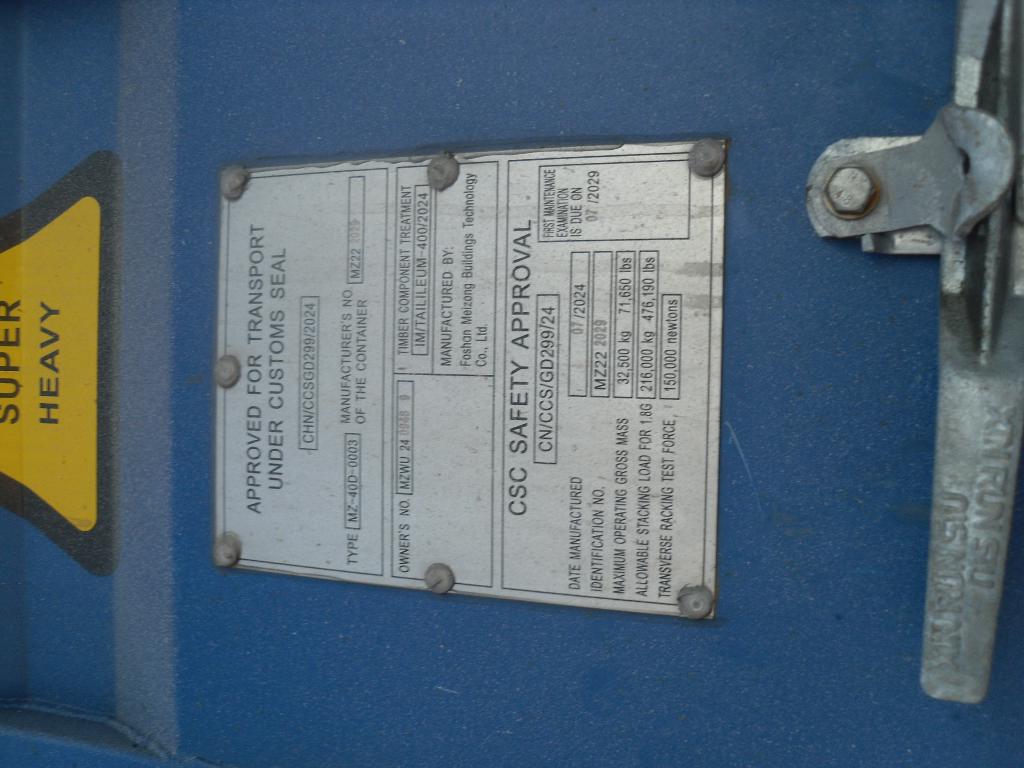 SUPER
HEAVY
APPROVED FOR TRANSPORT
UNDER CUSTOMS SEAL
CHN/CCSGD299/2024
TYPE MZ-40D-0003 MANUFACTURER'S NO. OF THE CONTAINER MZ22 2029
OWNER'S NO. MZWU 24 0948 9
TIMBER COMPONENT TREATMENT
IM/TAILILEUM-400/2024
MANUFACTURED BY:
Foshan Meizong Buildings Technology
Co., Ltd.
CSC SAFETY APPROVAL
CN/CCS/GD299/24
DATE MANUFACTURED 07/2024
IDENTIFICATION NO. MZ22 2029
MAXIMUM OPERATING GROSS MASS 32,500 kg 71,650 lbs
ALLOWABLE STACKING LOAD FOR 1.8G 216,000 kg 476,190 lbs
TRANSVERSE RACKING TEST FORCE 150,000 newtons
FIRST MAINTENANCE
EXAMINATION
IS DUE ON
07 /2029